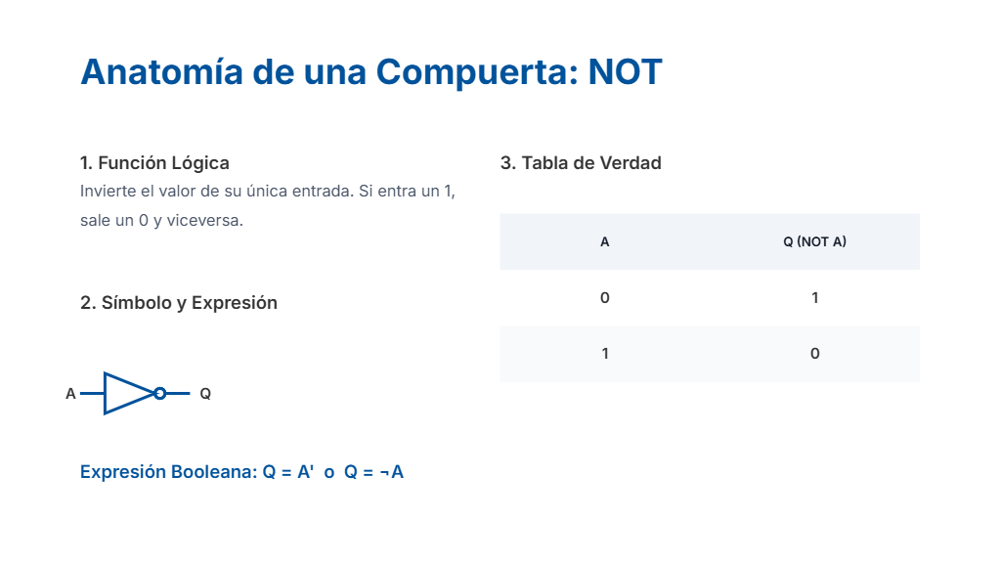 Anatomía de una Compuerta: NOT
1. Función Lógica
Invierte el valor de su única entrada. Si entra un 1,
sale un 0 y viceversa.
2. Símbolo y Expresión
A Q
Expresión Booleana: Q = A' o Q = ¬A
3. Tabla de Verdad
A Q (NOT A)
0 1
1 0